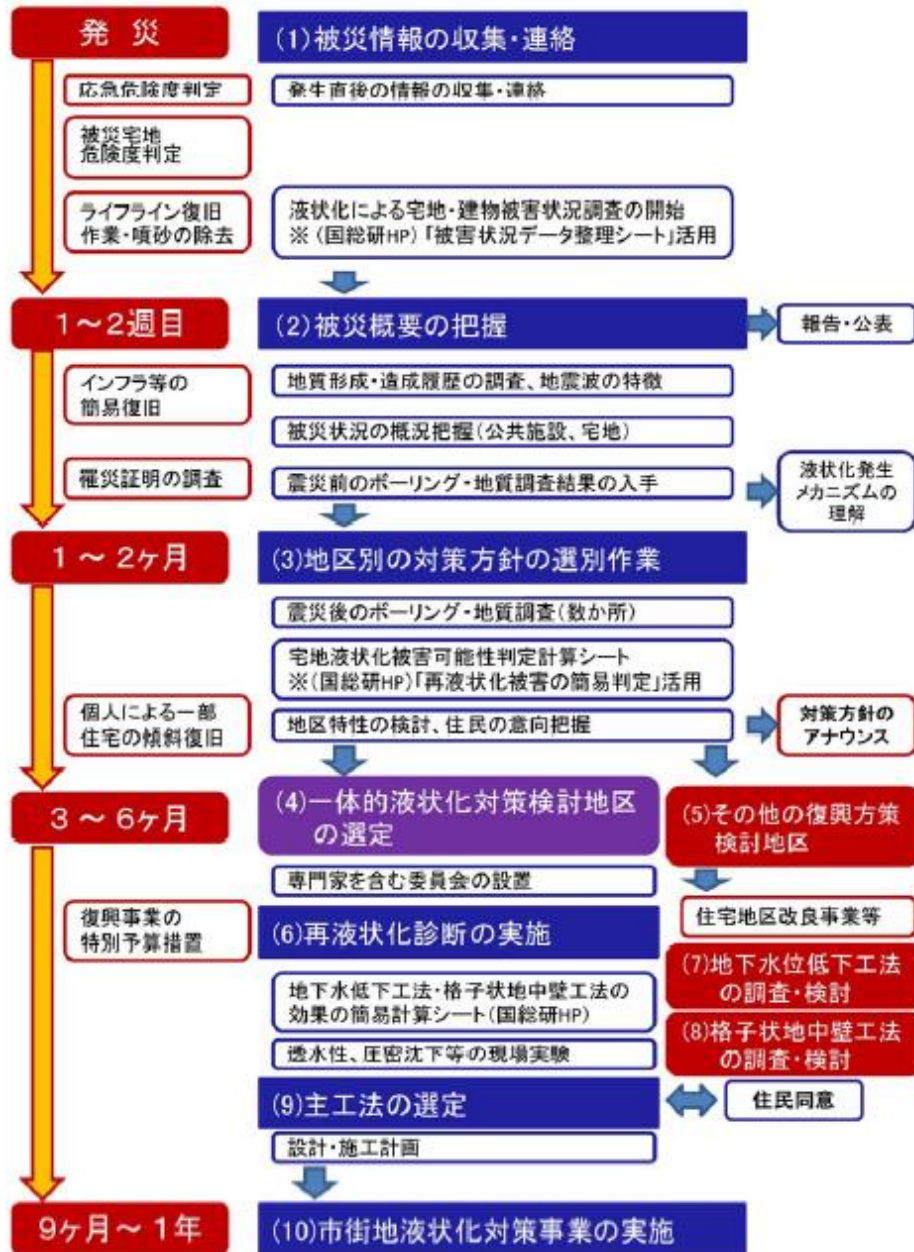 発 災
(1)被災情報の収集・連絡
応急危険度判定
発生直後の情報の収集・連絡
被災宅地
危険度判定
ライフライン復旧
作業・噴砂の除去
液状化による宅地・建物被害状況調査の開始
※(国総研HP)「被害状況データ整理シート」活用
1～2週目
(2)被災概要の把握
報告・公表
インフラ等の
簡易復旧
地質形成・造成履歴の調査、地震波の特徴
被災状況の概況把握(公共施設、宅地)
罹災証明の調査
震災前のボーリング・地質調査結果の入手
液状化発生
メカニズムの
理解
1 ～ 2ヶ月
(3)地区別の対策方針の選別作業
震災後のボーリング・地質調査(数か所)
宅地液状化被害可能性判定計算シート
※(国総研HP)「再液状化被害の簡易判定」活用
個人による一部
住宅の傾斜復旧
地区特性の検討、住民の意向把握
対策方針の
アナウンス
3 ～ 6ヶ月
(4)一体的液状化対策検討地区
の選定
(5)その他の復興方策
検討地区
専門家を含む委員会の設置
復興事業の
特別予算措置
(6)再液状化診断の実施
住宅地区改良事業等
地下水低下工法・格子状地中壁工法の
効果の簡易計算シート(国総研HP)
(7)地下水位低下工法
の調査・検討
透水性、圧密沈下等の現場実験
(8)格子状地中壁工法
の調査・検討
(9)主工法の選定
住民同意
設計・施工計画
9ヶ月～1年
(10)市街地液状化対策事業の実施